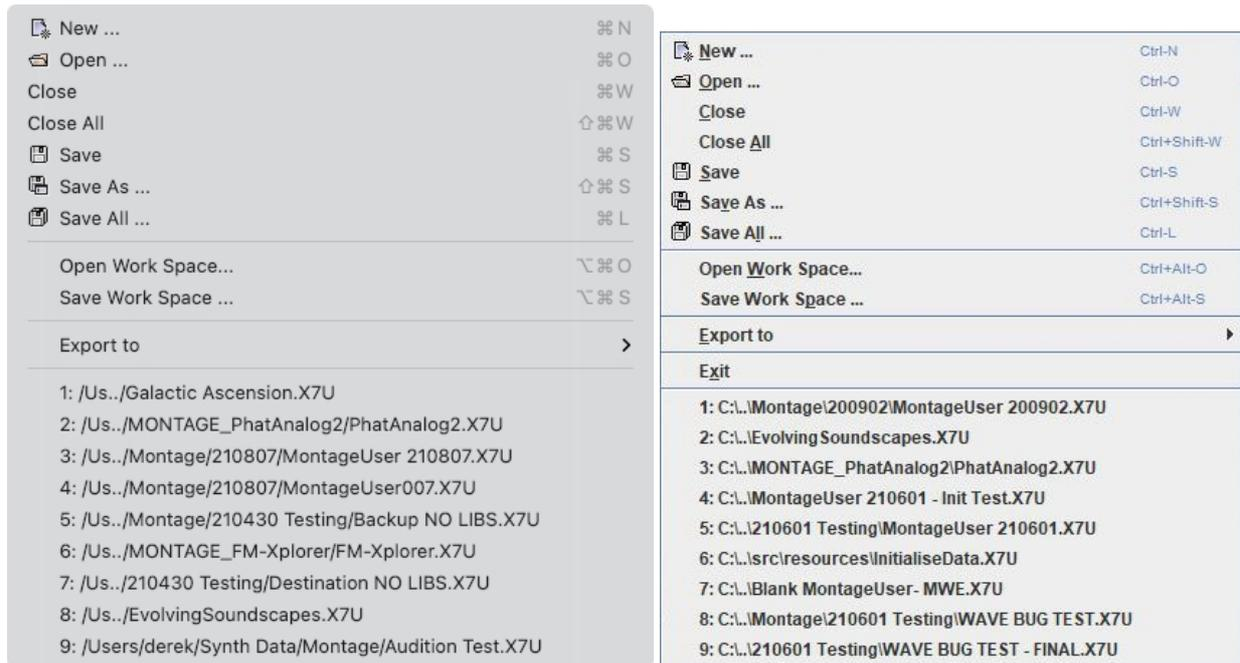 New ... ⌘ N
Open ... ⌘ O
Close ⌘ W
Close All ⇧ ⌘ W
Save ⌘ S
Save As ... ⇧ ⌘ S
Save All ... ⌘ L
Open Work Space... ⌥ ⌘ O
Save Work Space ... ⌥ ⌘ S
Export to
1: /Us../Galactic Ascension.X7U
2: /Us../MONTAGE_PhatAnalog2/PhatAnalog2.X7U
3: /Us../Montage/210807/MontageUser 210807.X7U
4: /Us../Montage/210807/MontageUser007.X7U
5: /Us../Montage/210430 Testing/Backup NO LIBS.X7U
6: /Us../MONTAGE_FM-Xplorer/FM-Xplorer.X7U
7: /Us../210430 Testing/Destination NO LIBS.X7U
8: /Us../EvolvingSoundscapes.X7U
9: /Users/derek/Synth Data/Montage/Audition Test.X7U
New ... Ctrl-N
Open ... Ctrl-O
Close Ctrl-W
Close All Ctrl+Shift-W
Save Ctrl-S
Save As ... Ctrl+Shift-S
Save All ... Ctrl-L
Open Work Space... Ctrl+Alt-O
Save Work Space ... Ctrl+Alt-S
Export to
Exit
1: C:\..\Montage\200902\MontageUser 200902.X7U
2: C:\..\EvolvingSoundscapes.X7U
3: C:\..\MONTAGE_PhatAnalog2\PhatAnalog2.X7U
4: C:\..\MontageUser 210601 - Init Test.X7U
5: C:\..\210601 Testing\MontageUser 210601.X7U
6: C:\..\src\resources\InitialiseData.X7U
7: C:\..\Blank MontageUser- MWE.X7U
8: C:\..\Montage\210601 Testing\WAVE BUG TEST.X7U
9: C:\..\210601 Testing\WAVE BUG TEST - FINAL.X7U